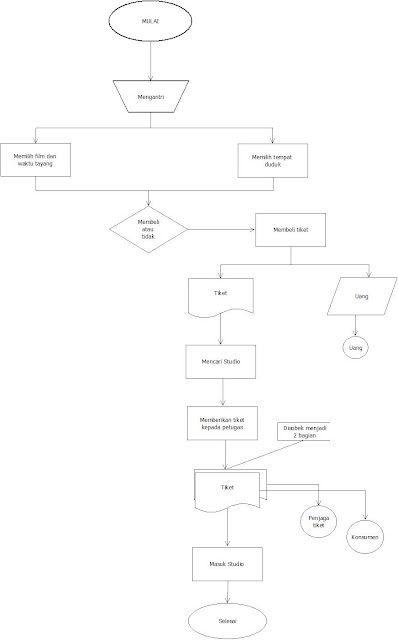 MULAI
Mengantri
Memilih film dan
waktu tayang
Memilih tempat
duduk
Membeli
atau
tidak
Membeli tiket
Tiket
Uang
Uang
Mencari Studio
Memberikan tiket
kepada petugas
Disobek menjadi
2 bagian
Tiket
Penjaga
tiket
Konsumen
Masuk Studio
Selesai